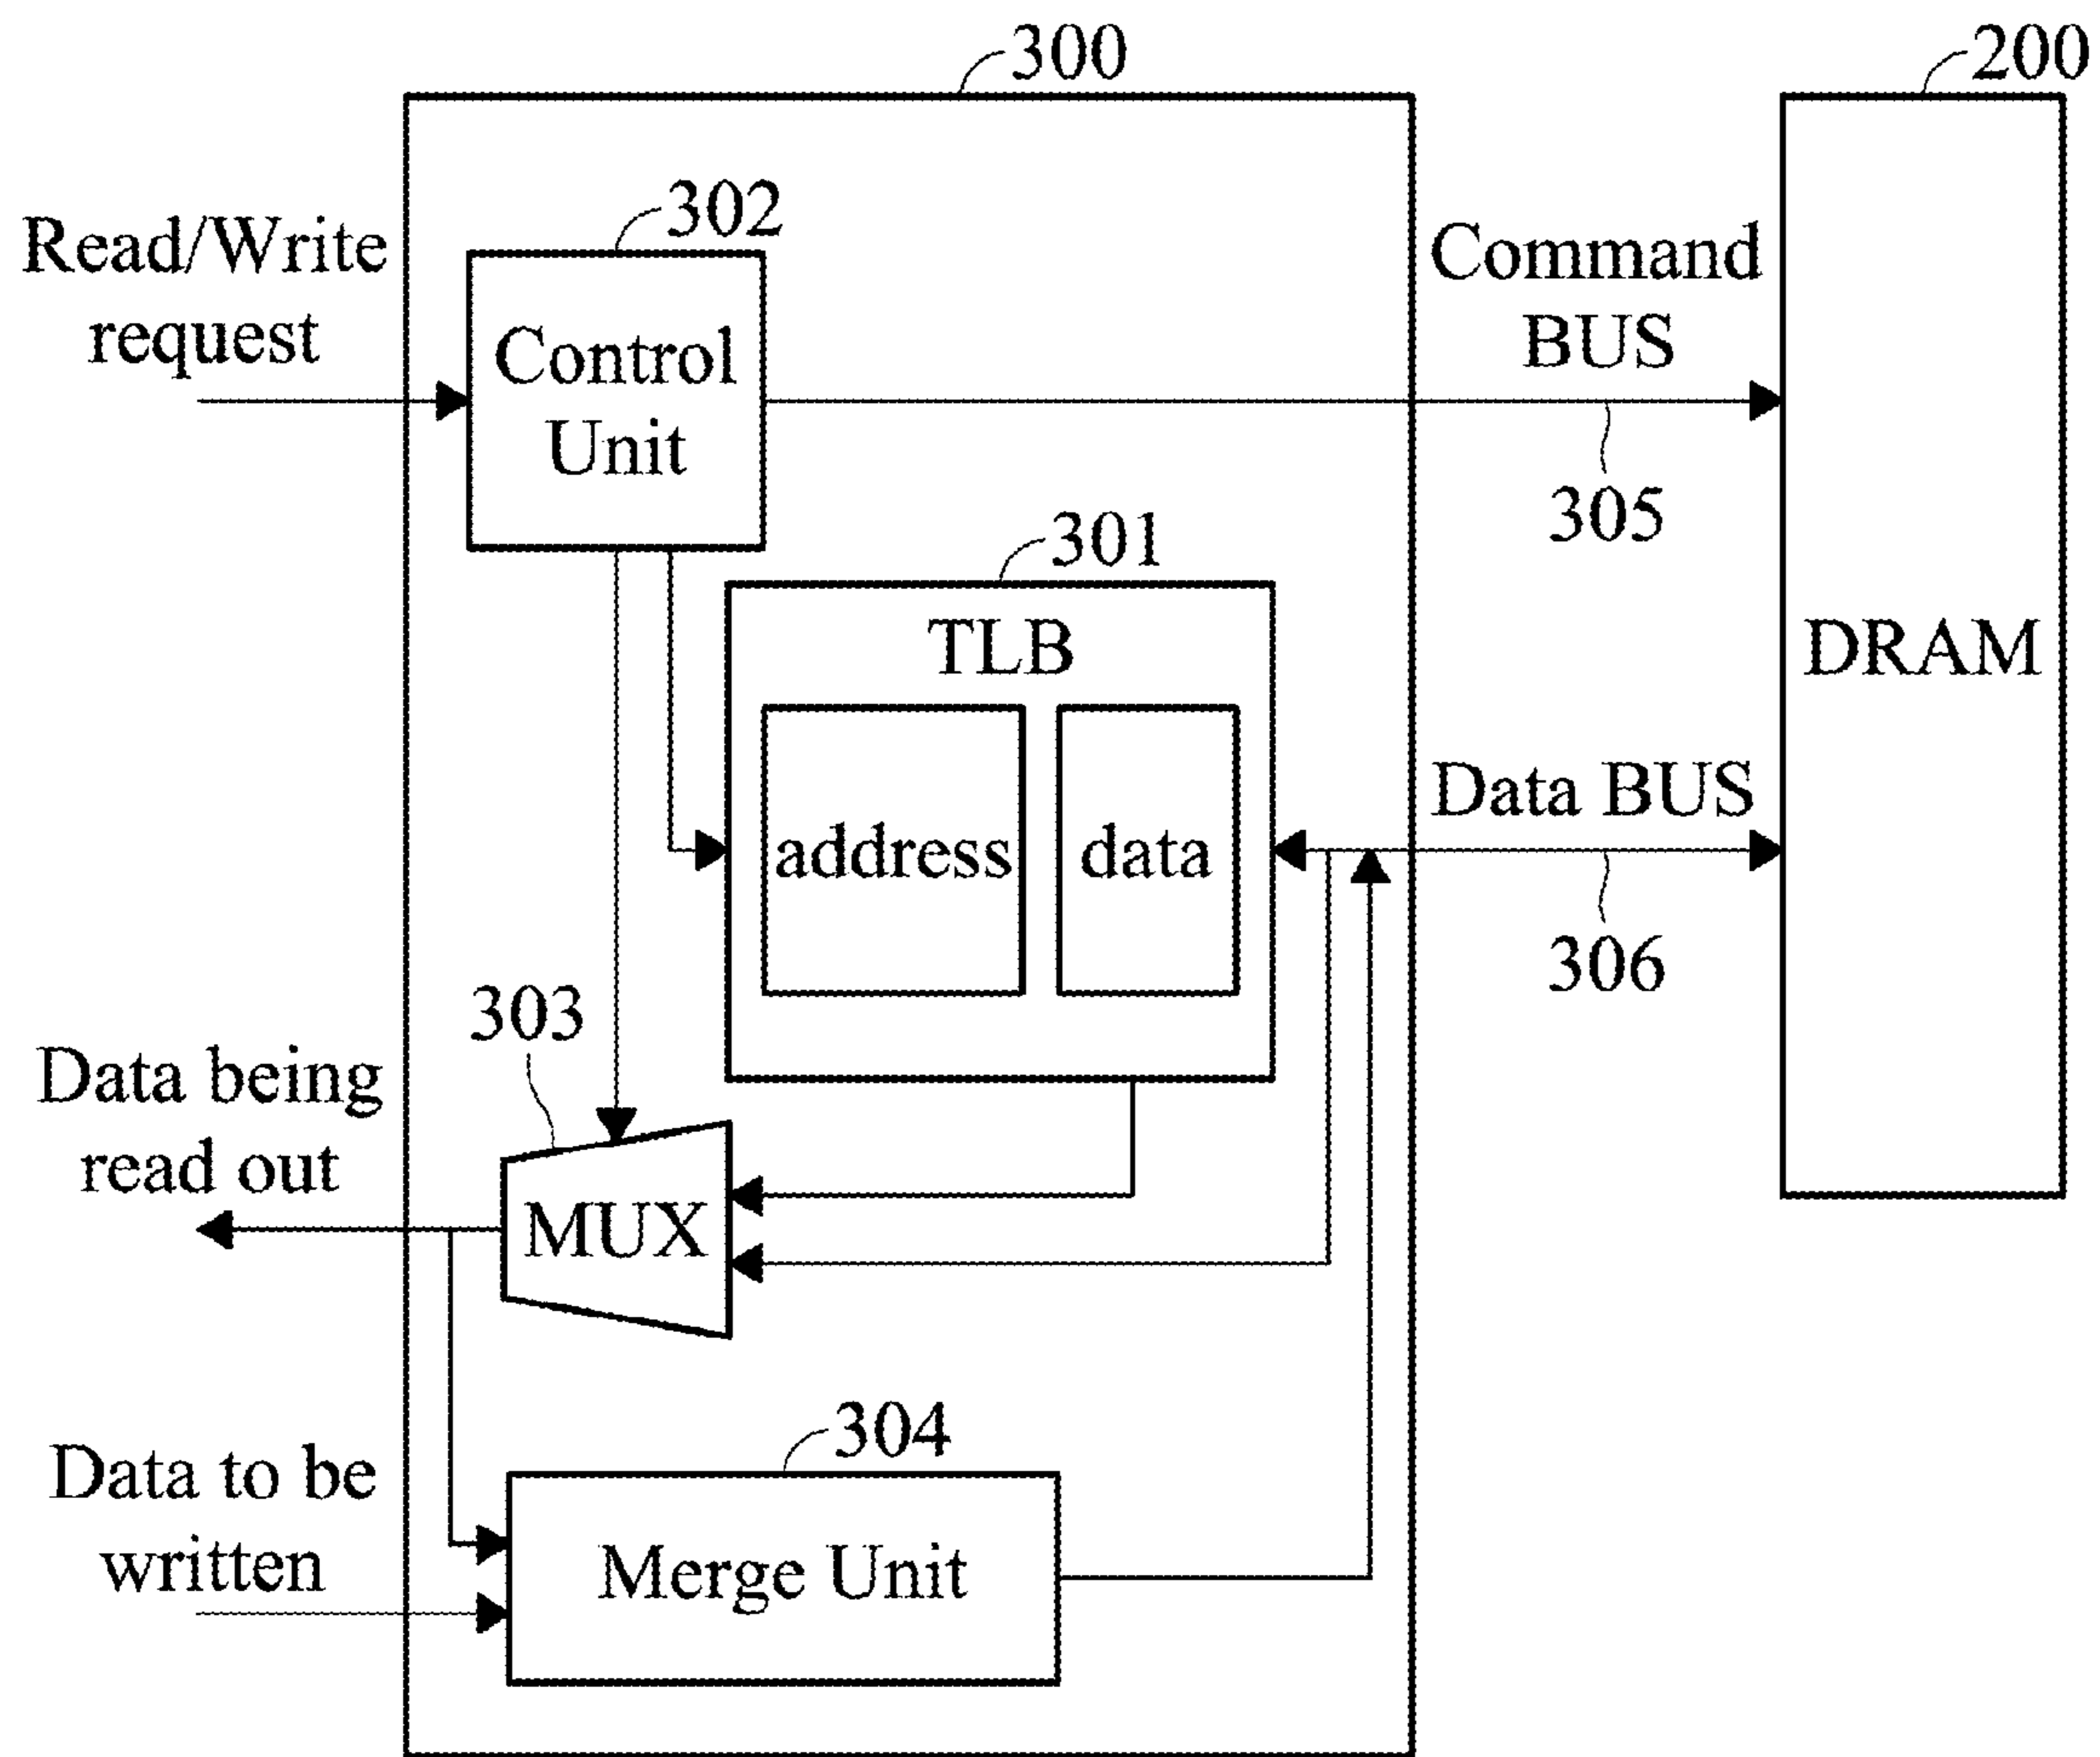 300
200
302
Read/Write
request
Control
Unit
Command
BUS
305
301
TLB
address
data
DRAM
Data BUS
306
303
Data being
read out
MUX
304
Data to be
written
Merge Unit